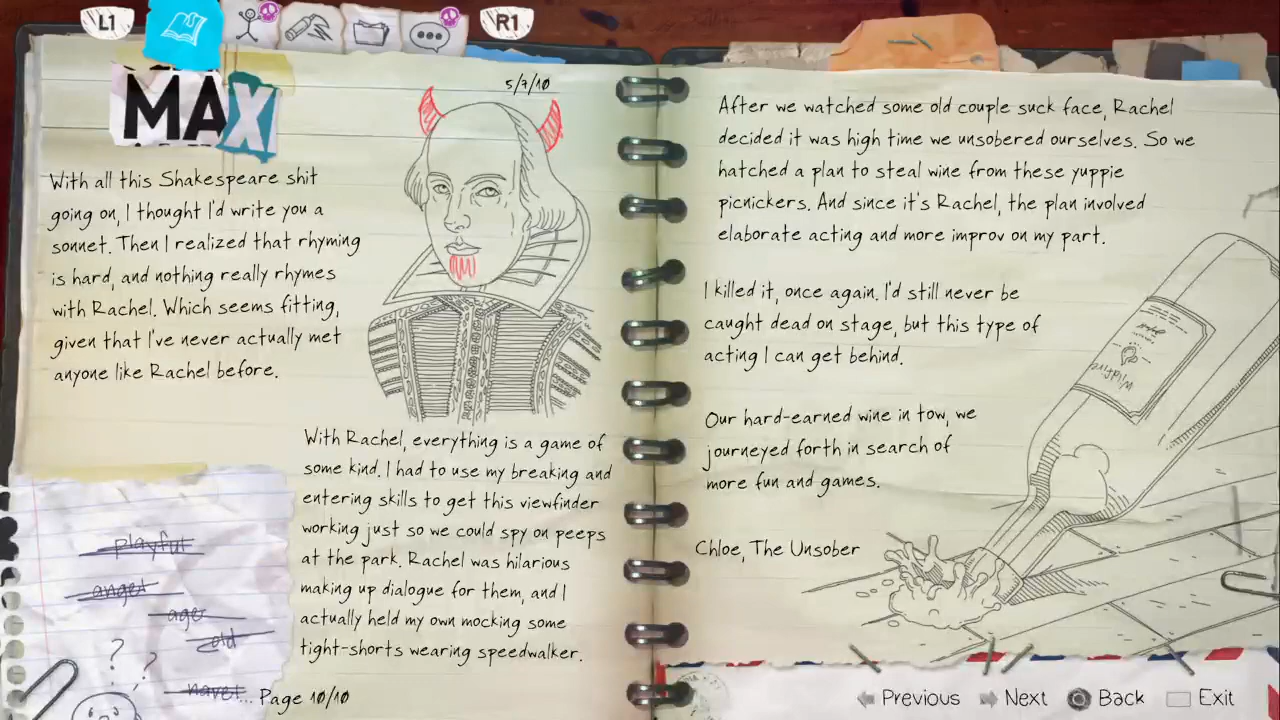 L1
R1
MAX
5/7/10
With all this Shakespeare shit
going on, I thought I'd write you a
sonnet. Then I realized that rhyming
is hard, and nothing really rhymes
with Rachel. Which seems fitting,
given that I've never actually met
anyone like Rachel before.
With Rachel, everything is a game of
some kind. I had to use my breaking and
entering skills to get this viewfinder
working just so we could spy on peeps
at the park. Rachel was hilarious
making up dialogue for them, and I
actually held my own mocking some
tight-shorts wearing speedwalker.
playful
angel
ager
old
navel
? ?
Page 10/10
After we watched some old couple suck face, Rachel
decided it was high time we unsobered ourselves. So we
hatched a plan to steal wine from these yuppie
picnickers. And since it's Rachel, the plan involved
elaborate acting and more improv on my part.
I killed it, once again. I'd still never be
caught dead on stage, but this type of
acting I can get behind.
Our hard-earned wine in tow, we
journeyed forth in search of
more fun and games.
Chloe, The Unsober
Previous Next Back Exit